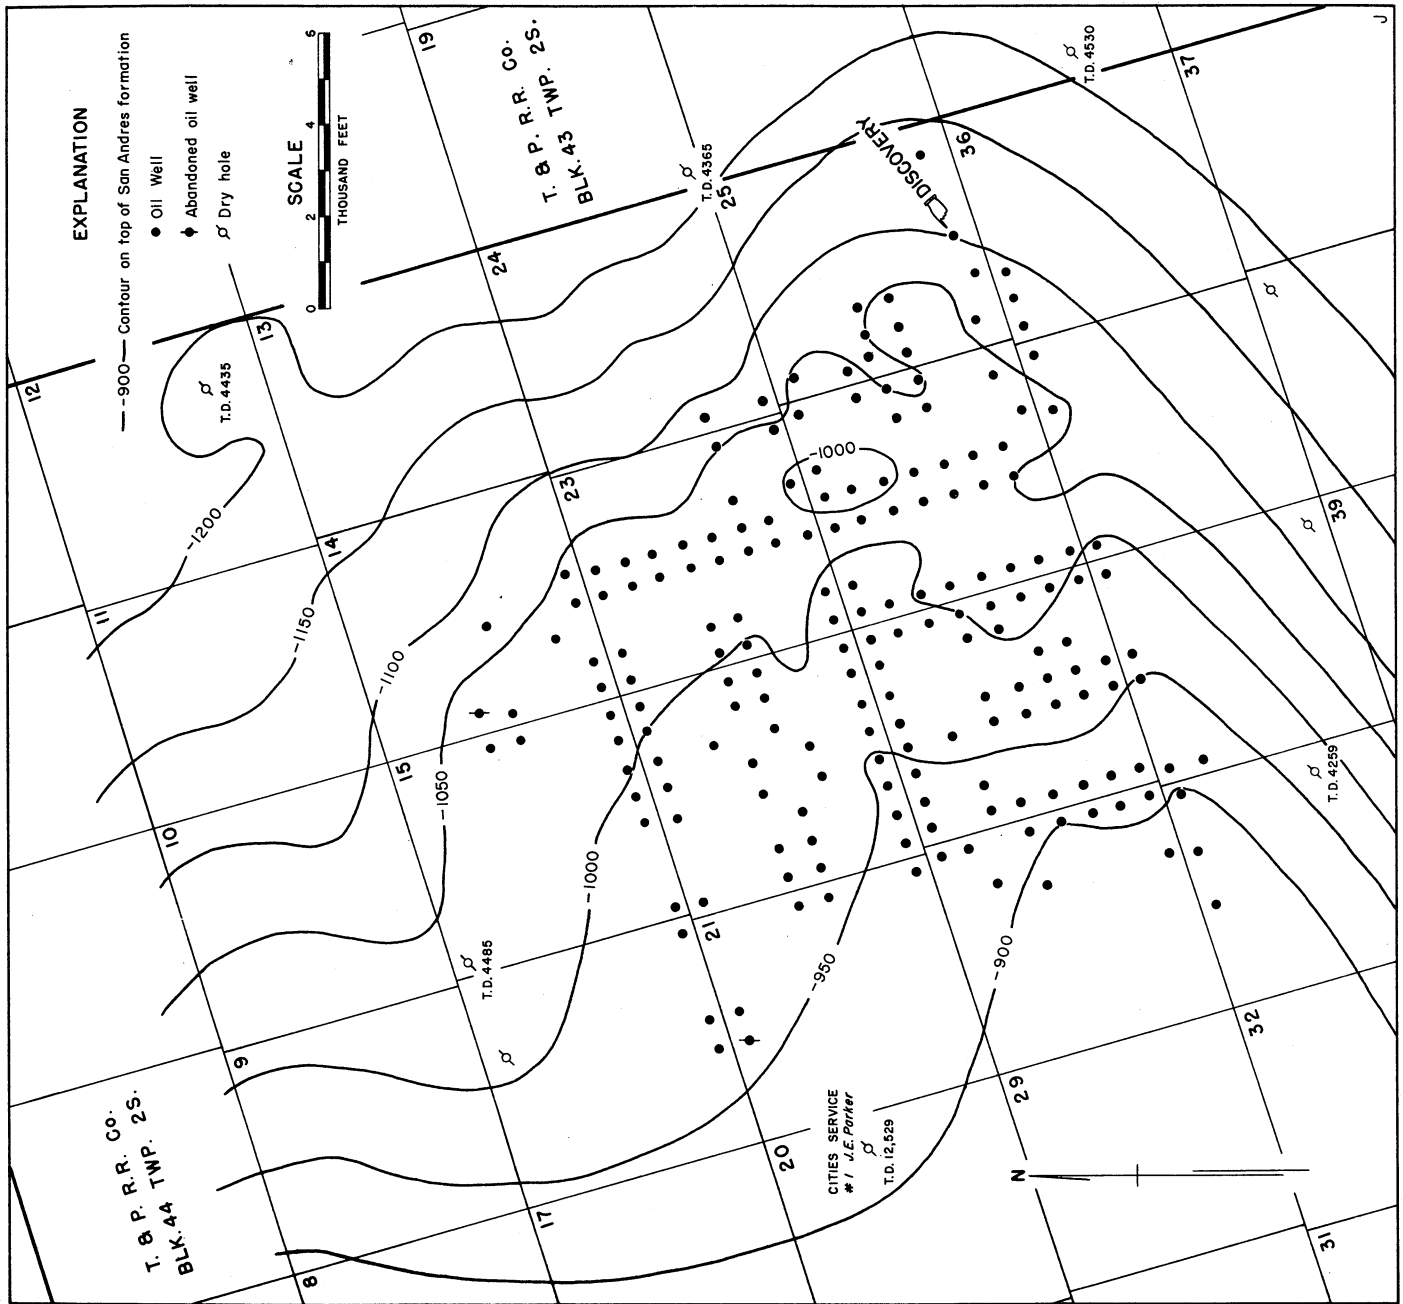 EXPLANATION
-900 Contour on top of San Andres formation
Oil Well
Abandoned oil well
Dry hole
SCALE
0 2 4 6
THOUSAND FEET
T. & P. R.R. Co.
BLK. 43 TWP. 2S.
T. & P. R.R. Co.
BLK. 44 TWP. 2S.
12
13
19
24
25
36
37
11
14
23
39
10
15
21
9
20
29
32
8
17
31
T.D. 4435
T.D. 4365
T.D. 4530
T.D. 4485
T.D. 4259
DISCOVERY
-1200
-1150
-1100
-1050
-1000
-1000
-950
-900
CITIES SERVICE
# 1 J.E. Parker
T.D. 12,529
N
J